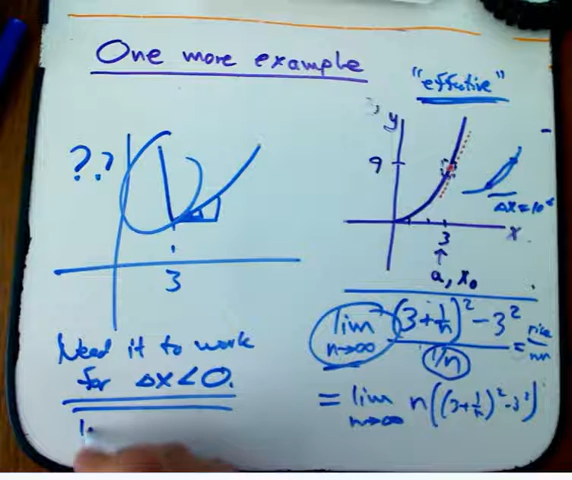 One more example
"effective"
??
y
9
3
x
a, x₀
Δx=10
3
Need it to work
for Δx<0.
lim n→∞ (3+1/n)² - 3² / 1/n = rise/run
= lim n→∞ n((3+1/n)² - 3²)